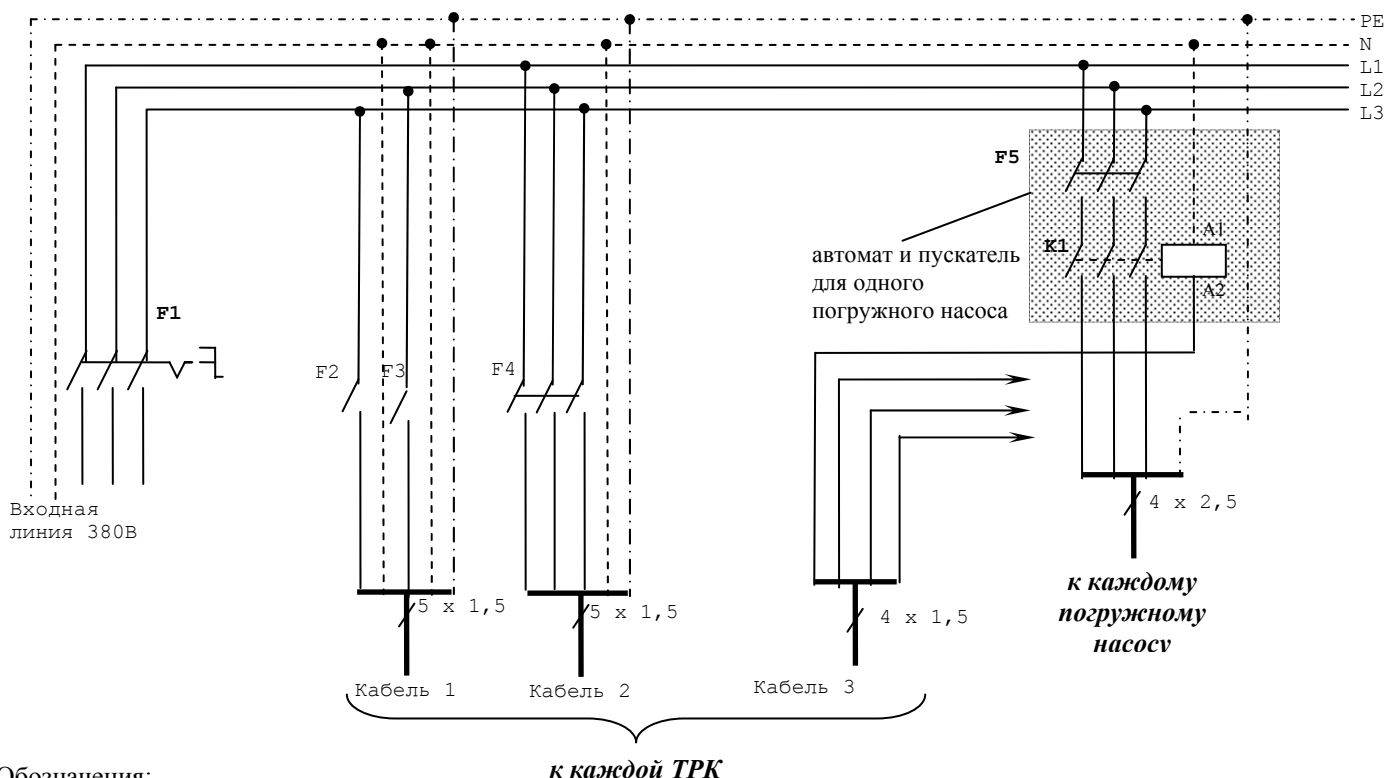 PE
N
L1
L2
L3
F5
A1
K1
A2
автомат и пускатель
для одного
погружного насоса
F1
F2
F3
F4
Входная
линия 380В
4 x 2,5
к каждому
погружному
насосу
5 x 1,5
5 x 1,5
4 x 1,5
Кабель 1
Кабель 2
Кабель 3
к каждой ТРК
Обозначения: